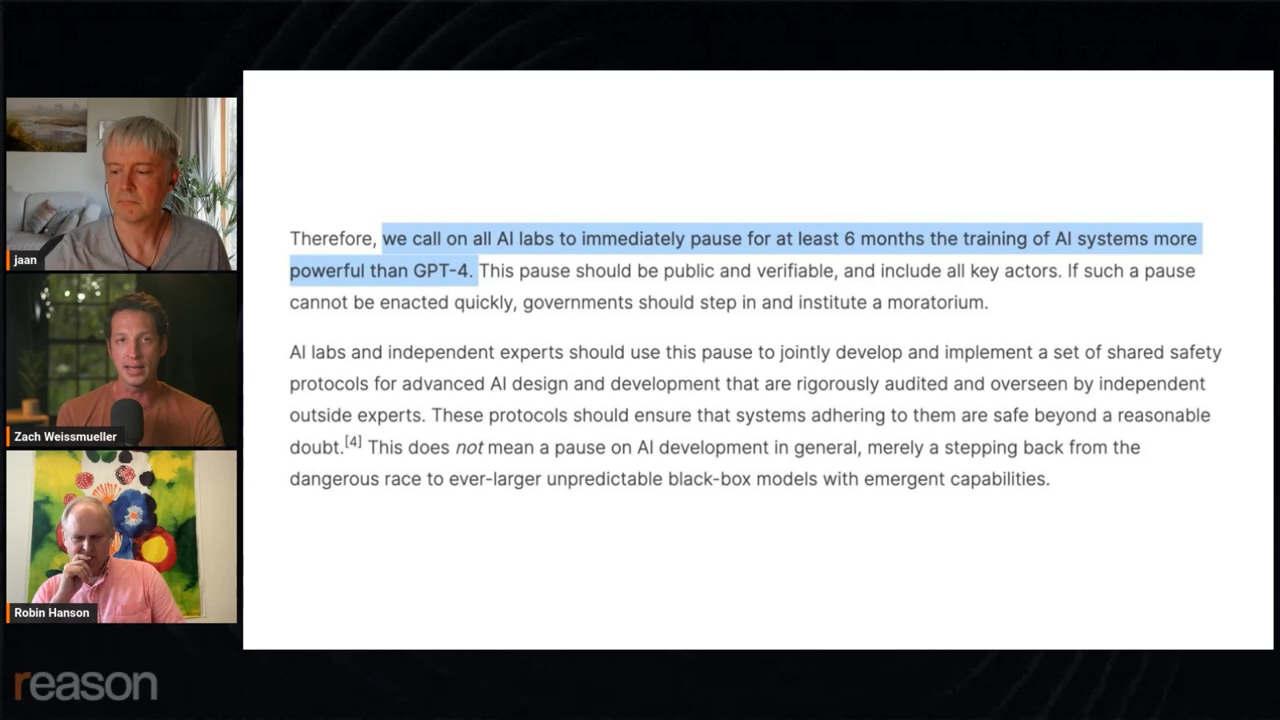 jaan
Zach Weissmueller
Robin Hanson
reason
Therefore, we call on all AI labs to immediately pause for at least 6 months the training of AI systems more
powerful than GPT-4. This pause should be public and verifiable, and include all key actors. If such a pause
cannot be enacted quickly, governments should step in and institute a moratorium.
AI labs and independent experts should use this pause to jointly develop and implement a set of shared safety
protocols for advanced AI design and development that are rigorously audited and overseen by independent
outside experts. These protocols should ensure that systems adhering to them are safe beyond a reasonable
doubt.[4] This does not mean a pause on AI development in general, merely a stepping back from the
dangerous race to ever-larger unpredictable black-box models with emergent capabilities.